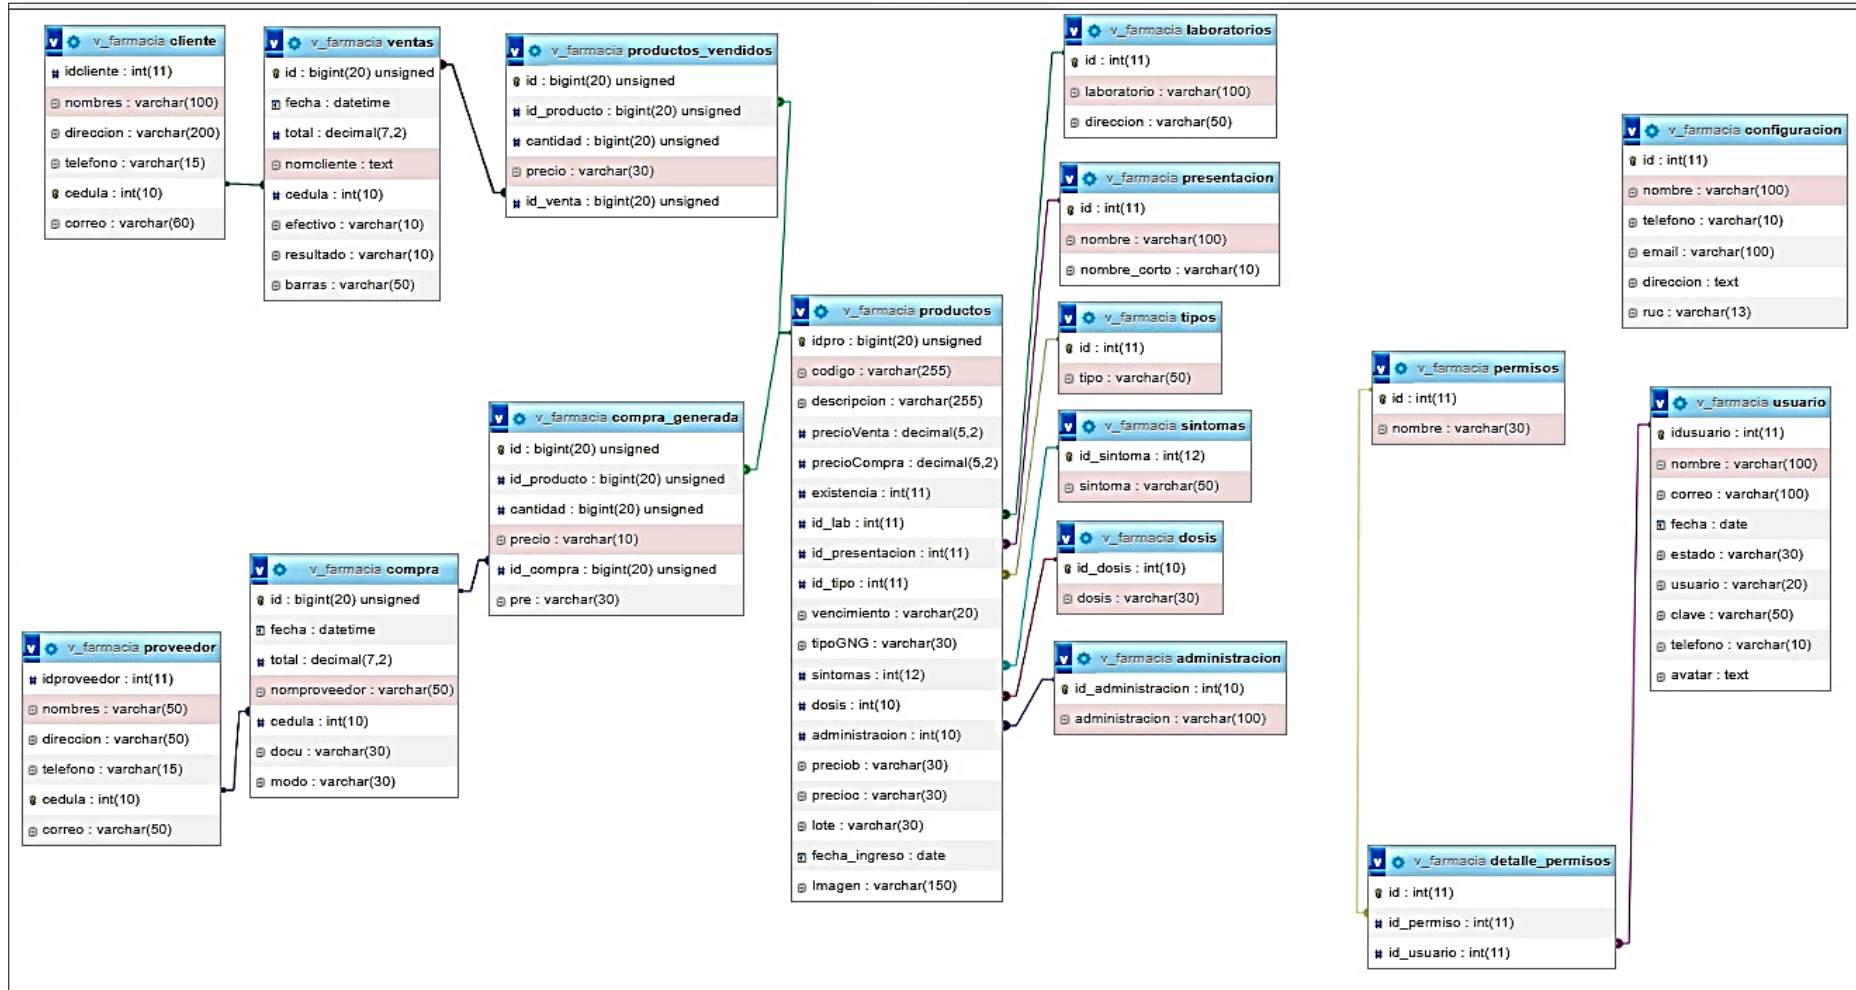 v_farmacia cliente
idcliente : int(11)
nombres : varchar(100)
direccion : varchar(200)
telefono : varchar(15)
cedula : int(10)
correo : varchar(60)
v_farmacia ventas
id : bigint(20) unsigned
fecha : datetime
total : decimal(7,2)
nomcliente : text
cedula : int(10)
efectivo : varchar(10)
resultado : varchar(10)
barras : varchar(50)
v_farmacia productos_vendidos
id : bigint(20) unsigned
id_producto : bigint(20) unsigned
cantidad : bigint(20) unsigned
precio : varchar(30)
id_venta : bigint(20) unsigned
v_farmacia laboratorios
id : int(11)
laboratorio : varchar(100)
direccion : varchar(50)
v_farmacia presentacion
id : int(11)
nombre : varchar(100)
nombre_corto : varchar(10)
v_farmacia tipos
id : int(11)
tipo : varchar(50)
v_farmacia sintomas
id_sintoma : int(12)
sintoma : varchar(50)
v_farmacia dosis
id_dosis : int(10)
dosis : varchar(30)
v_farmacia administracion
id_administracion : int(10)
administracion : varchar(100)
v_farmacia productos
idpro : bigint(20) unsigned
codigo : varchar(255)
descripcion : varchar(255)
precioVenta : decimal(5,2)
precioCompra : decimal(5,2)
existencia : int(11)
id_lab : int(11)
id_presentacion : int(11)
id_tipo : int(11)
vencimiento : varchar(20)
tipoGNG : varchar(30)
sintomas : int(12)
dosis : int(10)
administracion : int(10)
preciob : varchar(30)
precioc : varchar(30)
lote : varchar(30)
fecha_ingreso : date
Imagen : varchar(150)
v_farmacia compra_generada
id : bigint(20) unsigned
id_producto : bigint(20) unsigned
cantidad : bigint(20) unsigned
precio : varchar(10)
id_compra : bigint(20) unsigned
pre : varchar(30)
v_farmacia compra
id : bigint(20) unsigned
fecha : datetime
total : decimal(7,2)
nomproveedor : varchar(50)
cedula : int(10)
docu : varchar(30)
modo : varchar(30)
v_farmacia proveedor
idproveedor : int(11)
nombres : varchar(50)
direccion : varchar(50)
telefono : varchar(15)
cedula : int(10)
correo : varchar(50)
v_farmacia configuracion
id : int(11)
nombre : varchar(100)
telefono : varchar(10)
email : varchar(100)
direccion : text
ruc : varchar(13)
v_farmacia permisos
id : int(11)
nombre : varchar(30)
v_farmacia usuario
idusuario : int(11)
nombre : varchar(100)
correo : varchar(100)
fecha : date
estado : varchar(30)
usuario : varchar(20)
clave : varchar(50)
telefono : varchar(10)
avatar : text
v_farmacia detalle_permisos
id : int(11)
id_permiso : int(11)
id_usuario : int(11)